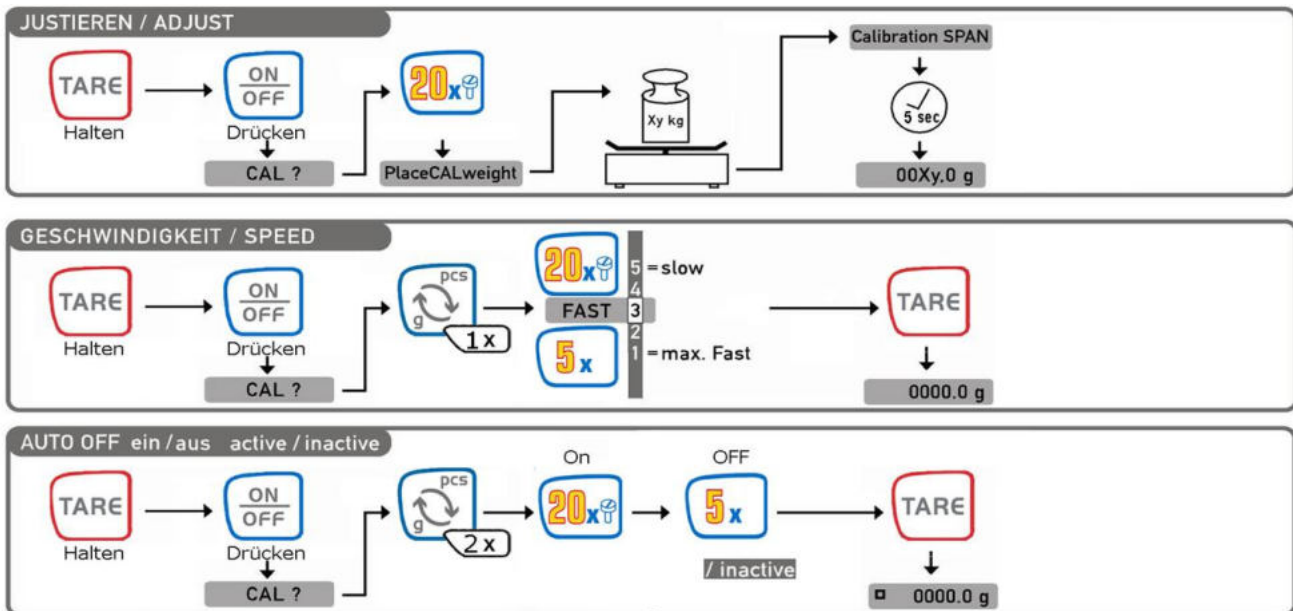 JUSTIEREN / ADJUST
TARE
Halten
ON
OFF
Drücken
CAL ?
20x
PlaceCALweight
Xy kg
Calibration SPAN
5 sec
00Xy,0 g
GESCHWINDIGKEIT / SPEED
TARE
Halten
ON
OFF
Drücken
CAL ?
pcs
g
1x
20x
5 =slow
4
FAST 3
2
5x
1 =max. Fast
TARE
0000.0 g
AUTO OFF ein / aus active / inactive
TARE
Halten
ON
OFF
Drücken
CAL ?
pcs
g
2x
On
20x
OFF
5x
/ inactive
TARE
0000.0 g